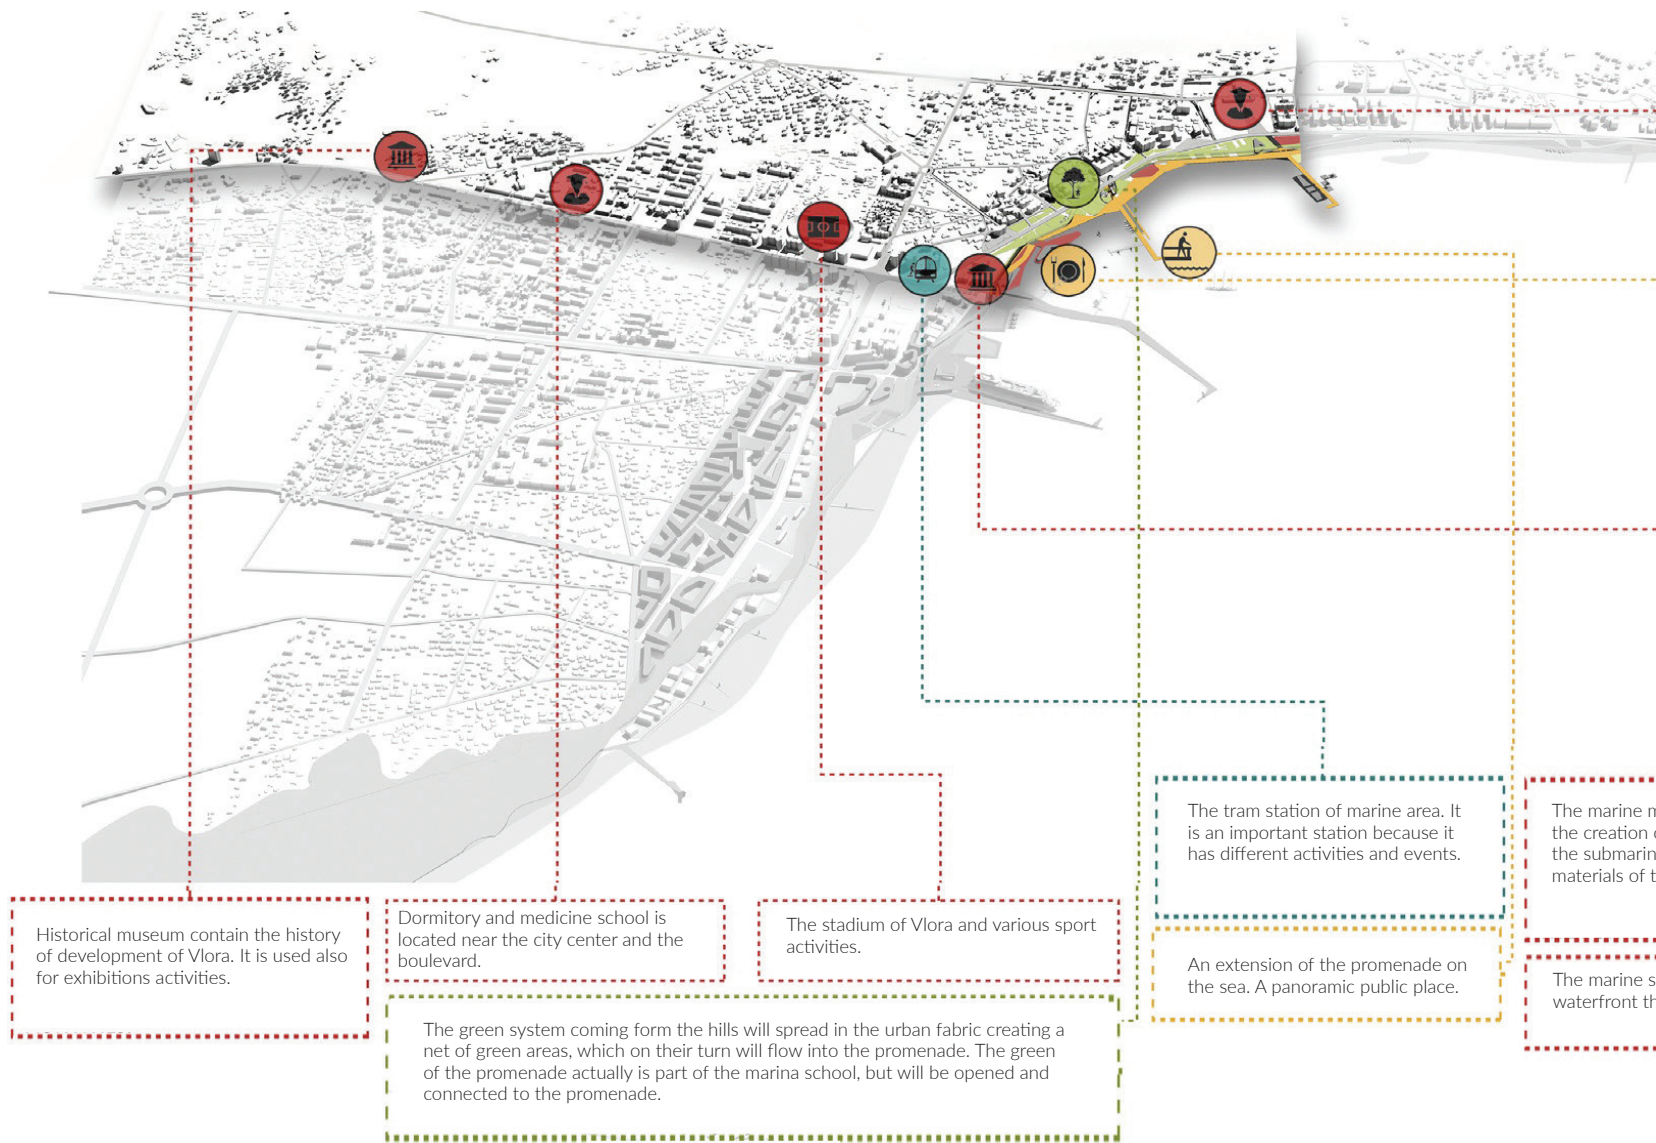 The tram station of marine area. It
is an important station because it
has different activities and events.
The marine m
the creation
the submarin
materials of t
Historical museum contain the history
of development of Vlora. It is used also
for exhibitions activities.
Dormitory and medicine school is
located near the city center and the
boulevard.
The stadium of Vlora and various sport
activities.
An extension of the promenade on
the sea. A panoramic public place.
The marine s
waterfront th
The green system coming form the hills will spread in the urban fabric creating a
net of green areas, which on their turn will flow into the promenade. The green
of the promenade actually is part of the marina school, but will be opened and
connected to the promenade.